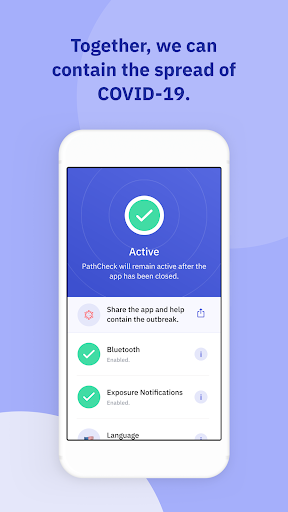 Together, we can
contain the spread of
COVID-19.
Active
PathCheck will remain active after the
app has been closed.
Share the app and help
contain the outbreak.
Bluetooth
Enabled.
i
Exposure Notifications
Enabled.
i
Language
i